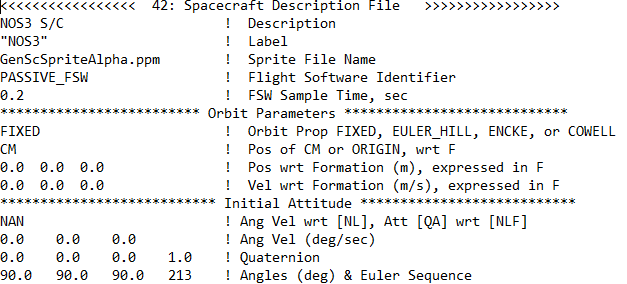 <<<<<<<<<<<<<<<<<  42: Spacecraft Description File   >>>>>>>>>>>>>>>>>
NOS3 S/C                      !  Description
"NOS3"                        !  Label
GenScSpriteAlpha.ppm          !  Sprite File Name
PASSIVE_FSW                   !  Flight Software Identifier
0.2                           !  FSW Sample Time, sec
************************* Orbit Parameters ****************************
FIXED                         !  Orbit Prop FIXED, EULER_HILL, ENCKE, or COWELL
CM                            !  Pos of CM or ORIGIN, wrt F
0.0  0.0  0.0                 !  Pos wrt Formation (m), expressed in F
0.0  0.0  0.0                 !  Vel wrt Formation (m/s), expressed in F
*************************** Initial Attitude ***************************
NAN                           ! Ang Vel wrt [NL], Att [QA] wrt [NLF]
0.0    0.0    0.0             ! Ang Vel (deg/sec)
0.0    0.0    0.0    1.0      ! Quaternion
90.0   90.0   90.0   213      ! Angles (deg) & Euler Sequence